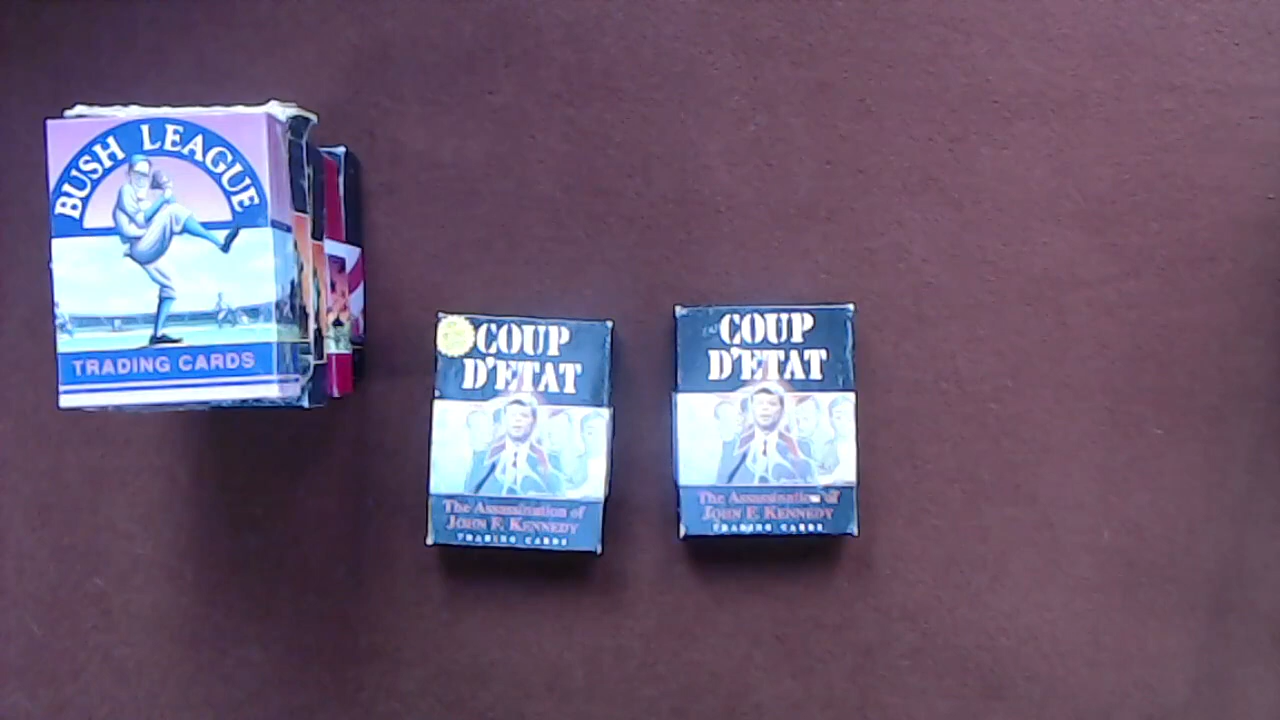 BUSH LEAGUE
TRADING CARDS
COUP
D'ETAT
The Assassination of
JOHN F. KENNEDY
TRADING CARDS
COUP
D'ETAT
The Assassination of
JOHN F. KENNEDY
TRADING CARDS